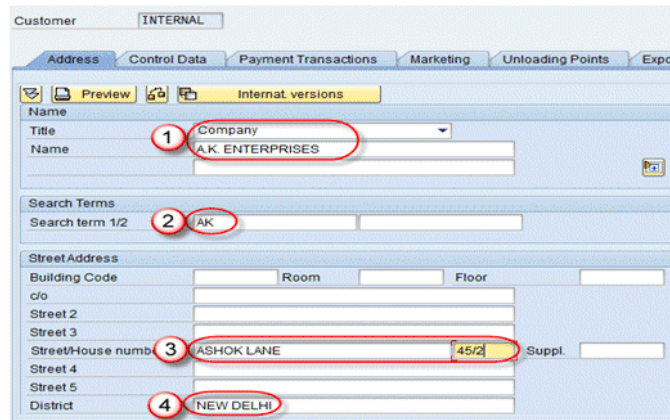 Customer INTERNAL
Address Control Data Payment Transactions Marketing Unloading Points Expo
Preview Internat. versions
Name
Title Company
1
Name A.K. ENTERPRISES
Search Terms
Search term 1/2 2 AK
Street Address
Building Code Room Floor
c/o
Street 2
Street 3
Street/House numb 3 ASHOK LANE 45/2 Suppl.
Street 4
Street 5
District 4 NEW DELHI